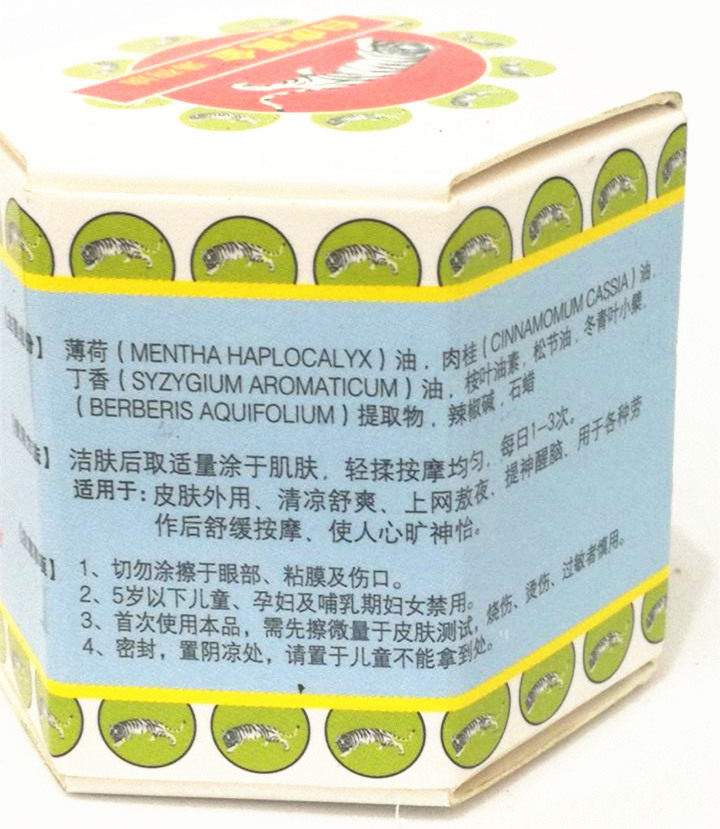 】 薄荷（MENTHA HAPLOCALYX）油，肉桂（CINNAMOMUM CASSIA）油，
丁香（SYZYGIUM AROMATICUM）油，桉叶油素，松节油，冬青叶小檗，
（BERBERIS AQUIFOLIUM）提取物，辣椒碱，石蜡
法】 洁肤后取适量涂于肌肤，轻揉按摩均匀，每日1-3次。
适用于：皮肤外用、清凉舒爽、上网熬夜、提神醒脑、用于各种劳
作后舒缓按摩、使人心旷神怡。
】 1、切勿涂擦于眼部、粘膜及伤口。
2、5岁以下儿童、孕妇及哺乳期妇女禁用。
3、首次使用本品，需先擦微量于皮肤测试，烧伤、烫伤、过敏者慎用。
4、密封，置阴凉处，请置于儿童不能拿到处。